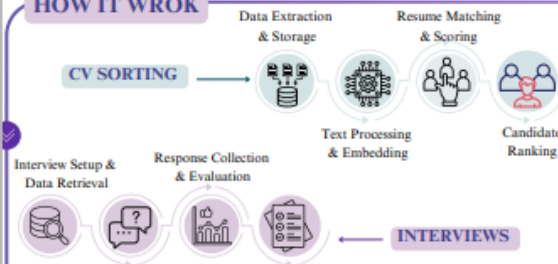 HOW IT WROK
Data Extraction
& Storage
Resume Matching
& Scoring
CV SORTING
Text Processing
& Embedding
Candidate
Ranking
Interview Setup &
Data Retrieval
Response Collection
& Evaluation
?
INTERVIEWS